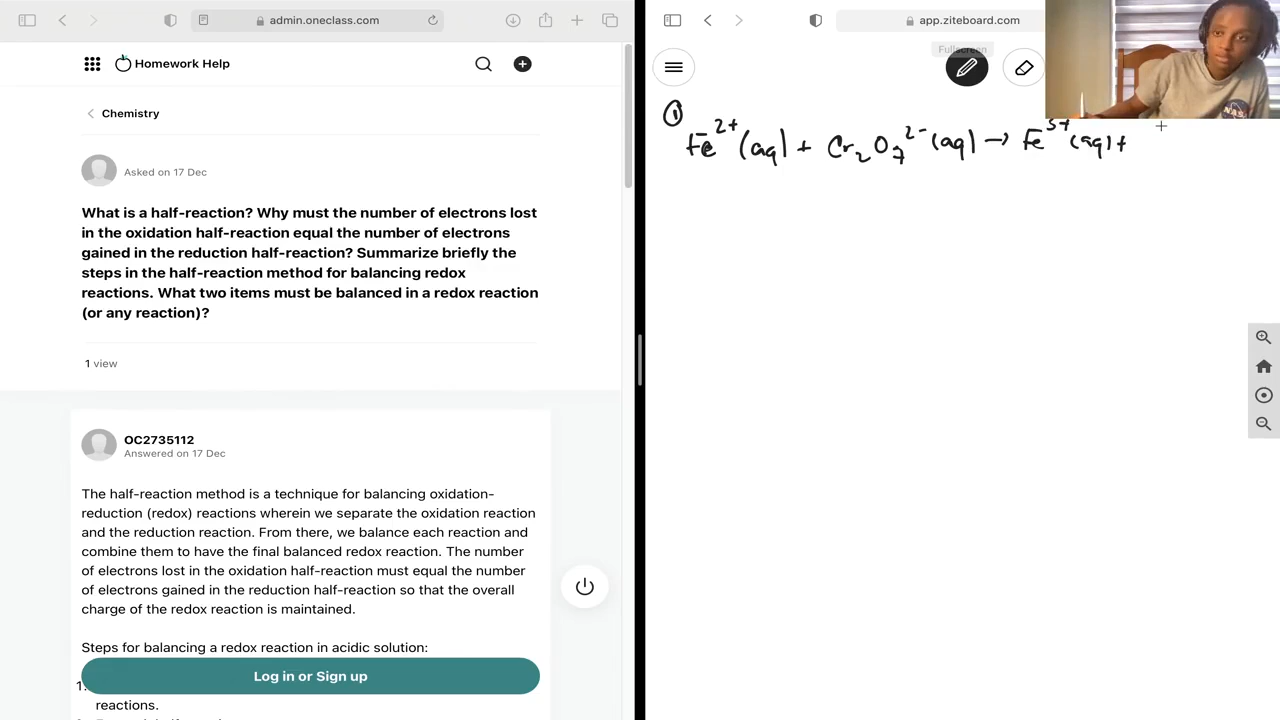 admin.oneclass.com
Homework Help
Chemistry
Asked on 17 Dec
What is a half-reaction? Why must the number of electrons lost
in the oxidation half-reaction equal the number of electrons
gained in the reduction half-reaction? Summarize briefly the
steps in the half-reaction method for balancing redox
reactions. What two items must be balanced in a redox reaction
(or any reaction)?
1 view
OC2735112
Answered on 17 Dec
The half-reaction method is a technique for balancing oxidation-
reduction (redox) reactions wherein we separate the oxidation reaction
and the reduction reaction. From there, we balance each reaction and
combine them to have the final balanced redox reaction. The number
of electrons lost in the oxidation half-reaction must equal the number
of electrons gained in the reduction half-reaction so that the overall
charge of the redox reaction is maintained.
Steps for balancing a redox reaction in acidic solution:
1.
Log in or Sign up
reactions.
app.ziteboard.com
Fullscreen
NASA
①
Fe²⁺(aq) + Cr₂O₇²⁻(aq) → Fe³⁺(aq) +